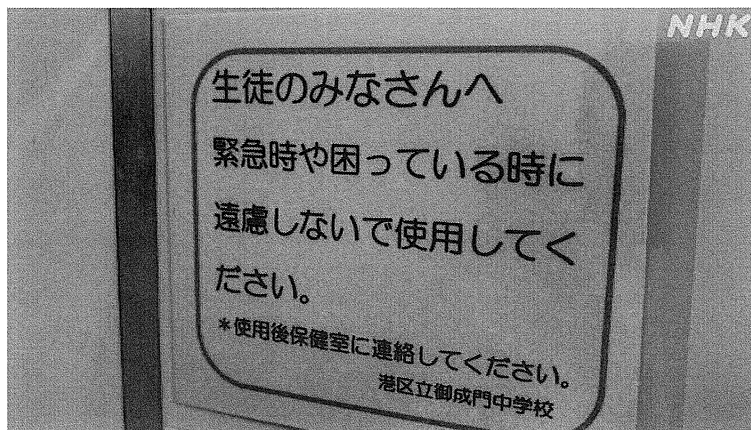 NHK
生徒のみなさんへ
緊急時や困っている時に
遠慮しないで使用してく
ださい。
*使用後保健室に連絡してください。
港区立御成門中学校